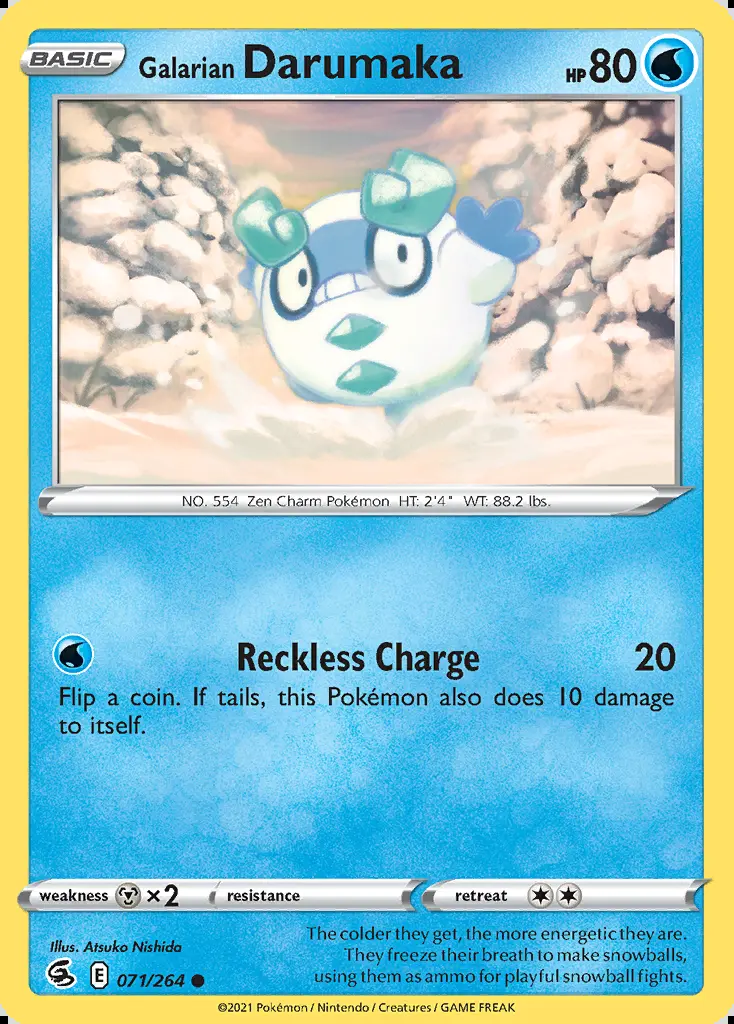 BASIC Galarian Darumaka HP 80
NO. 554 Zen Charm Pokémon HT: 2'4" WT: 88.2 lbs.
Reckless Charge 20
Flip a coin. If tails, this Pokémon also does 10 damage
to itself.
weakness ×2 resistance retreat
Illus. Atsuko Nishida
The colder they get, the more energetic they are.
They freeze their breath to make snowballs,
using them as ammo for playful snowball fights.
E 071/264
©2021 Pokémon / Nintendo / Creatures / GAME FREAK